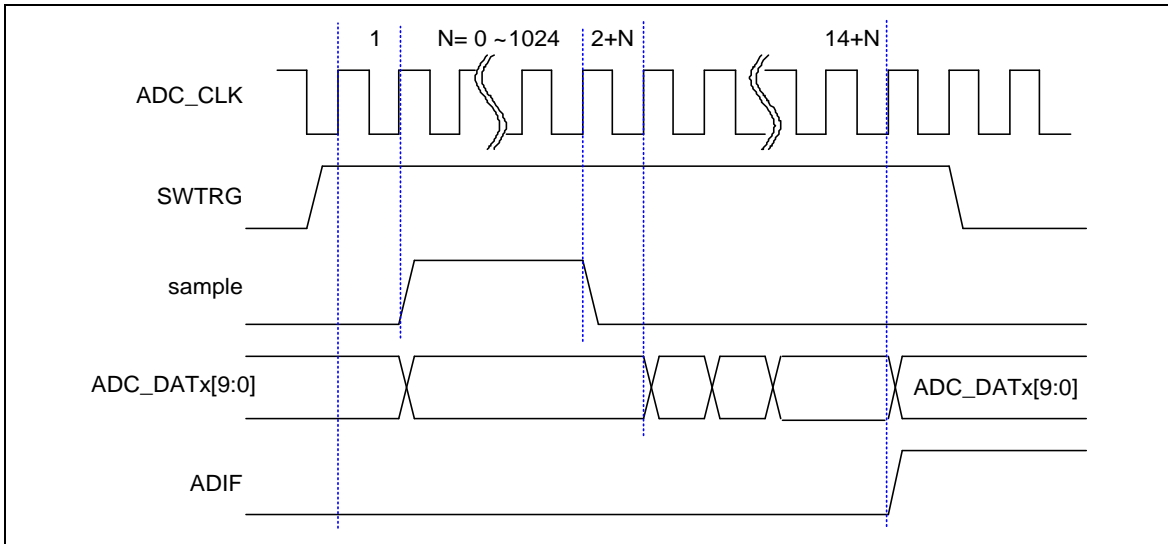 1 N= 0 ~1024 2+N 14+N
ADC_CLK
SWTRG
sample
ADC_DATx[9:0] ADC_DATx[9:0]
ADIF